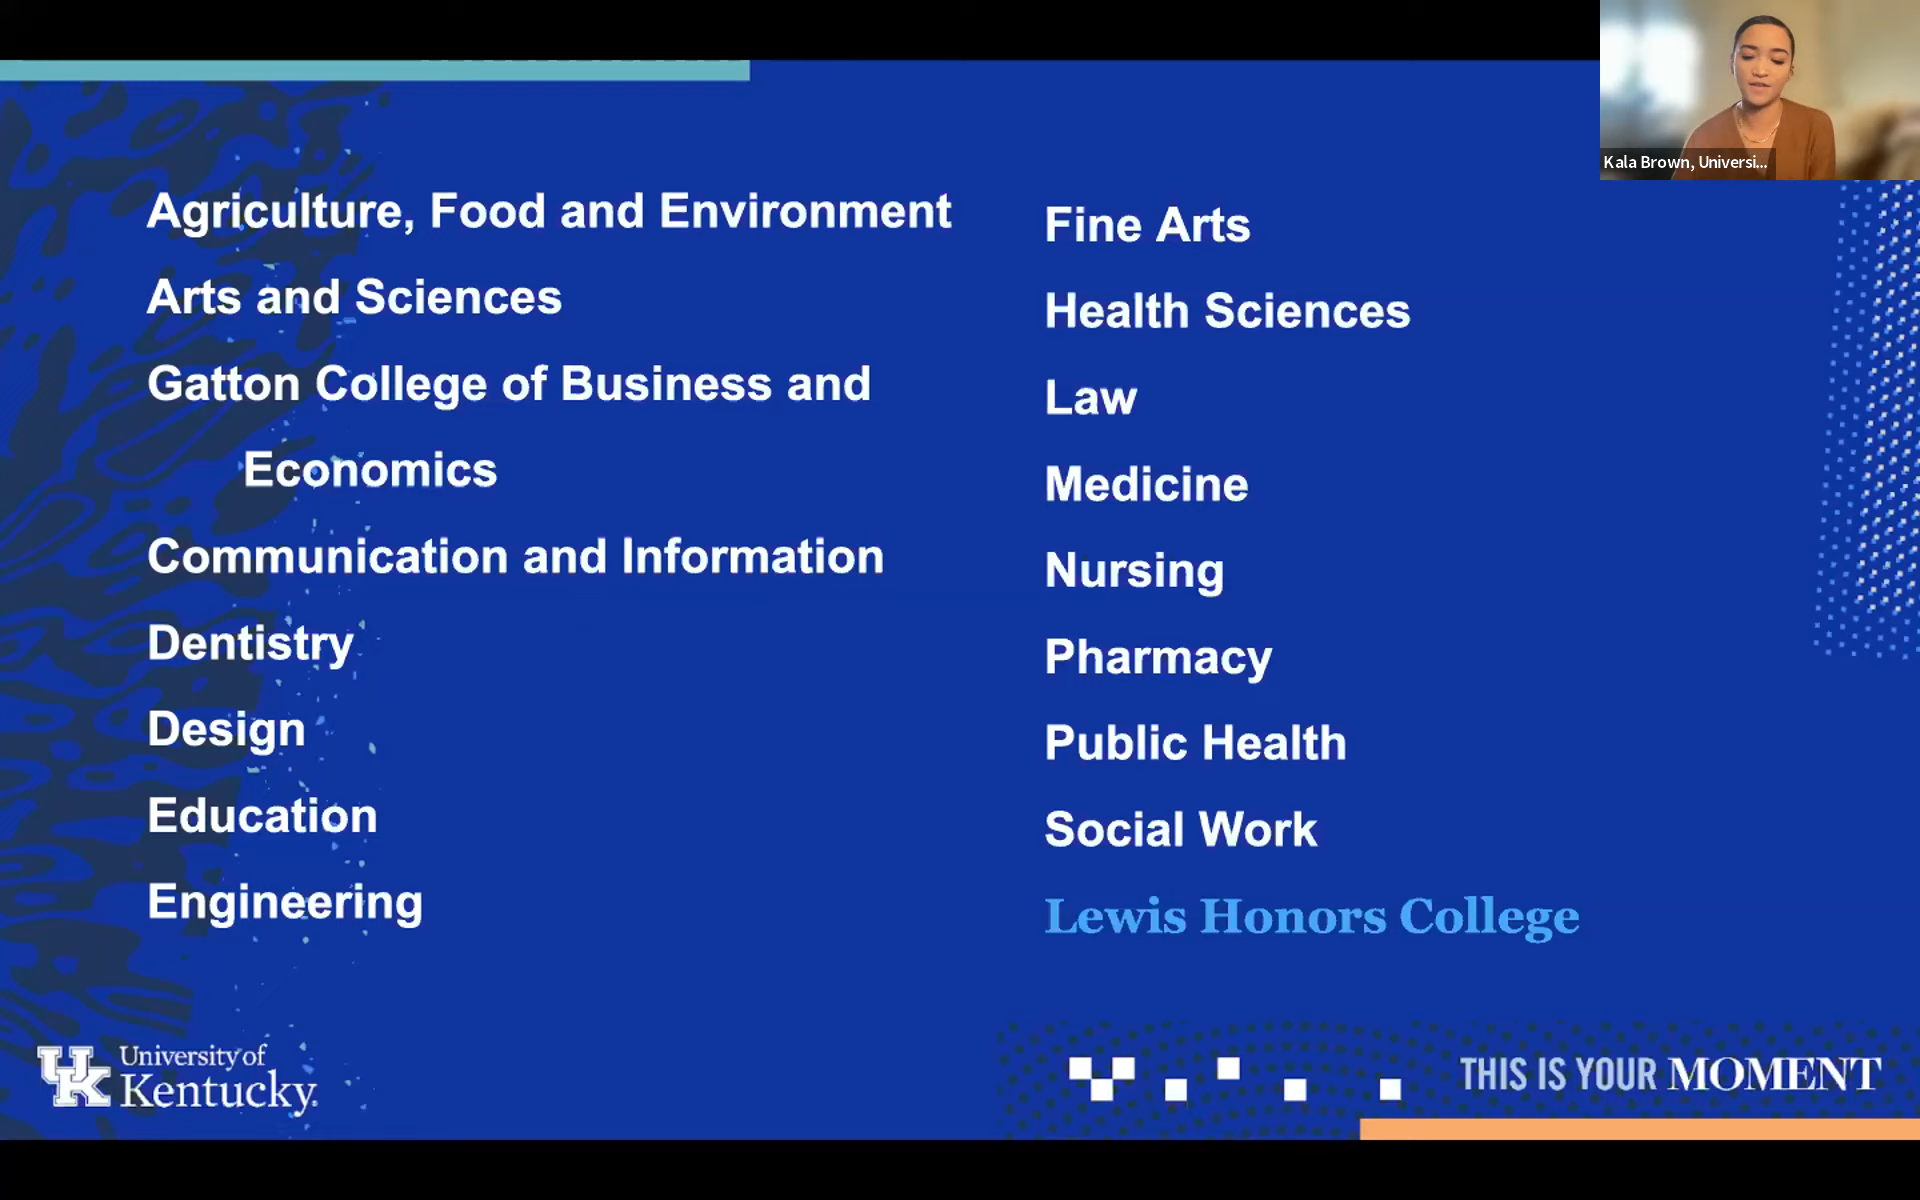 Kala Brown, Universi...
Agriculture, Food and Environment
Arts and Sciences
Gatton College of Business and
Economics
Communication and Information
Dentistry
Design
Education
Engineering
Fine Arts
Health Sciences
Law
Medicine
Nursing
Pharmacy
Public Health
Social Work
Lewis Honors College
UK University of
Kentucky.
THIS IS YOUR MOMENT